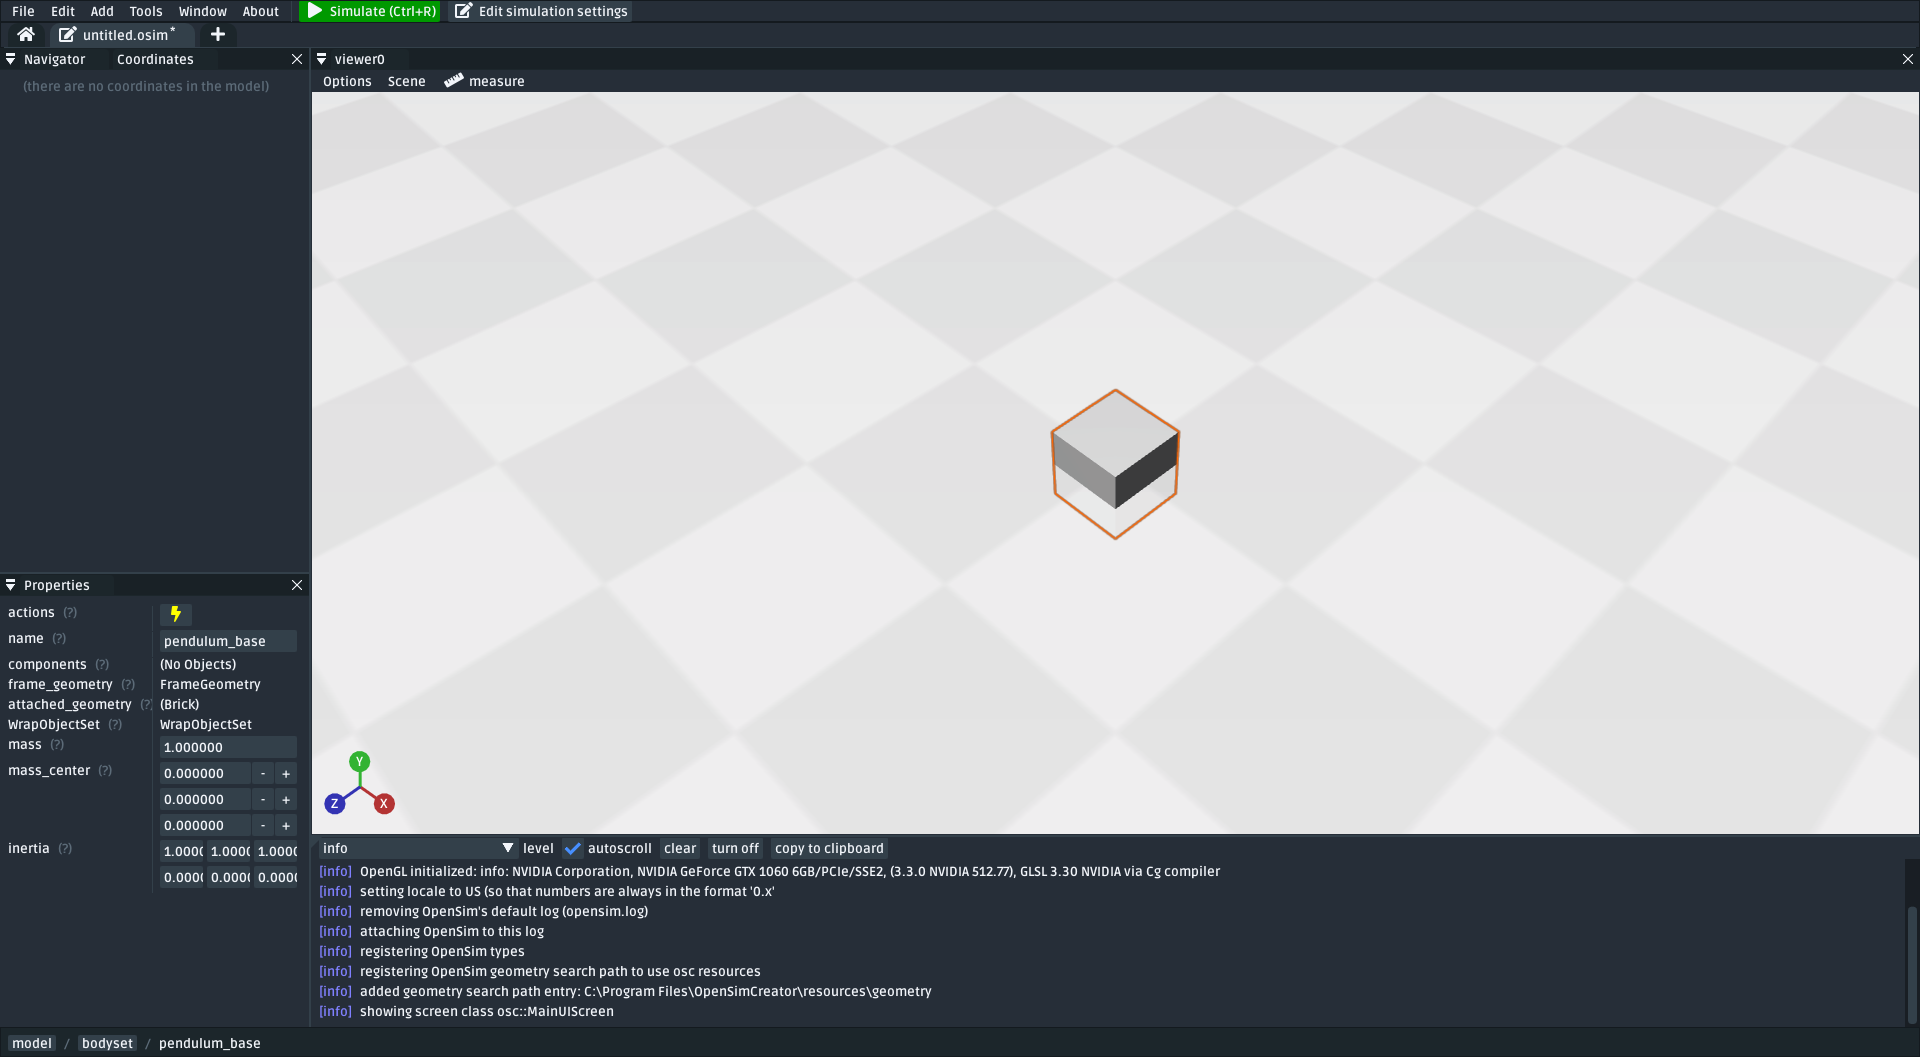 File Edit Add Tools Window About Simulate (Ctrl+R) Edit simulation settings
untitled.osim*
Navigator Coordinates
(there are no coordinates in the model)
viewer0
Options Scene measure
Y
Z X
Properties
actions (?)
name (?) pendulum_base
components (?) (No Objects)
frame_geometry (?) FrameGeometry
attached_geometry (?) (Brick)
WrapObjectSet (?) WrapObjectSet
mass (?) 1.000000
mass_center (?) 0.000000 - +
0.000000 - +
0.000000 - +
inertia (?) 1.000 1.000 1.000
0.000 0.000 0.000
info level autoscroll clear turn off copy to clipboard
[info] OpenGL initialized: info: NVIDIA Corporation, NVIDIA GeForce GTX 1060 6GB/PCIe/SSE2, (3.3.0 NVIDIA 512.77), GLSL 3.30 NVIDIA via Cg compiler
[info] setting locale to US (so that numbers are always in the format '0.x'
[info] removing OpenSim's default log (opensim.log)
[info] attaching OpenSim to this log
[info] registering OpenSim types
[info] registering OpenSim geometry search path to use osc resources
[info] added geometry search path entry: C:\Program Files\OpenSimCreator\resources\geometry
[info] showing screen class osc::MainUIScreen
model / bodyset / pendulum_base